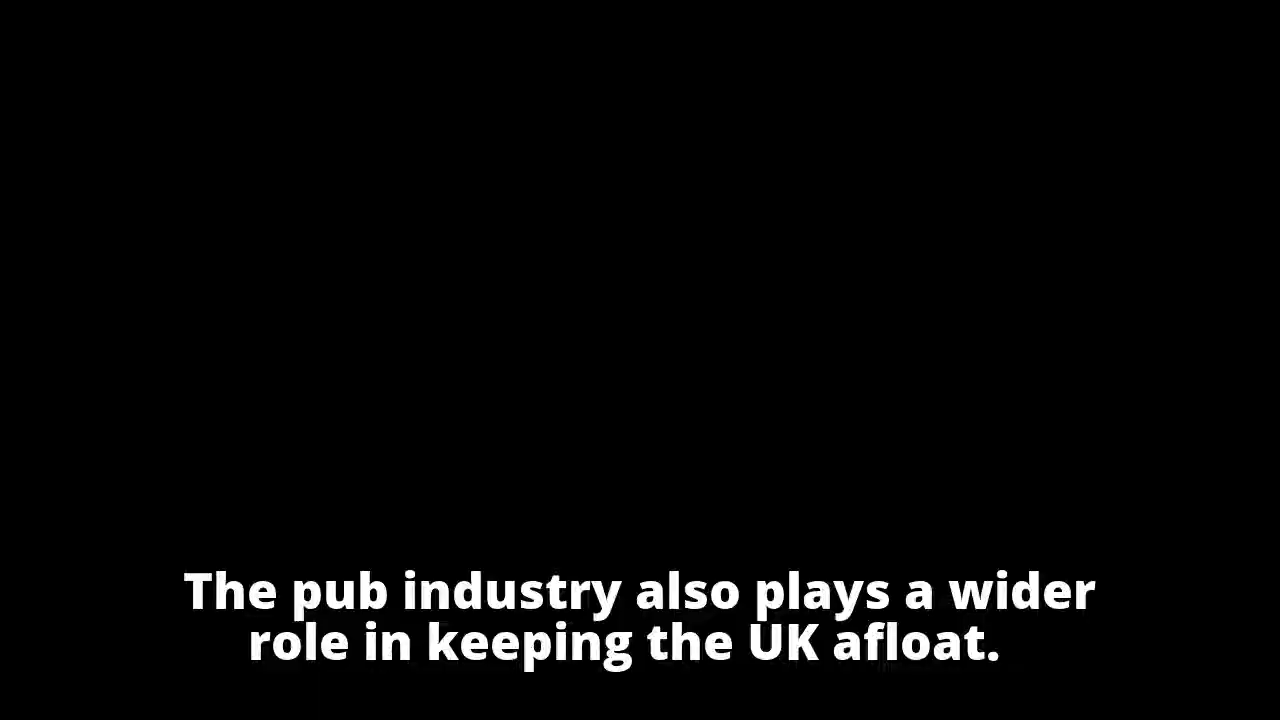 The pub industry also plays a wider
role in keeping the UK afloat.